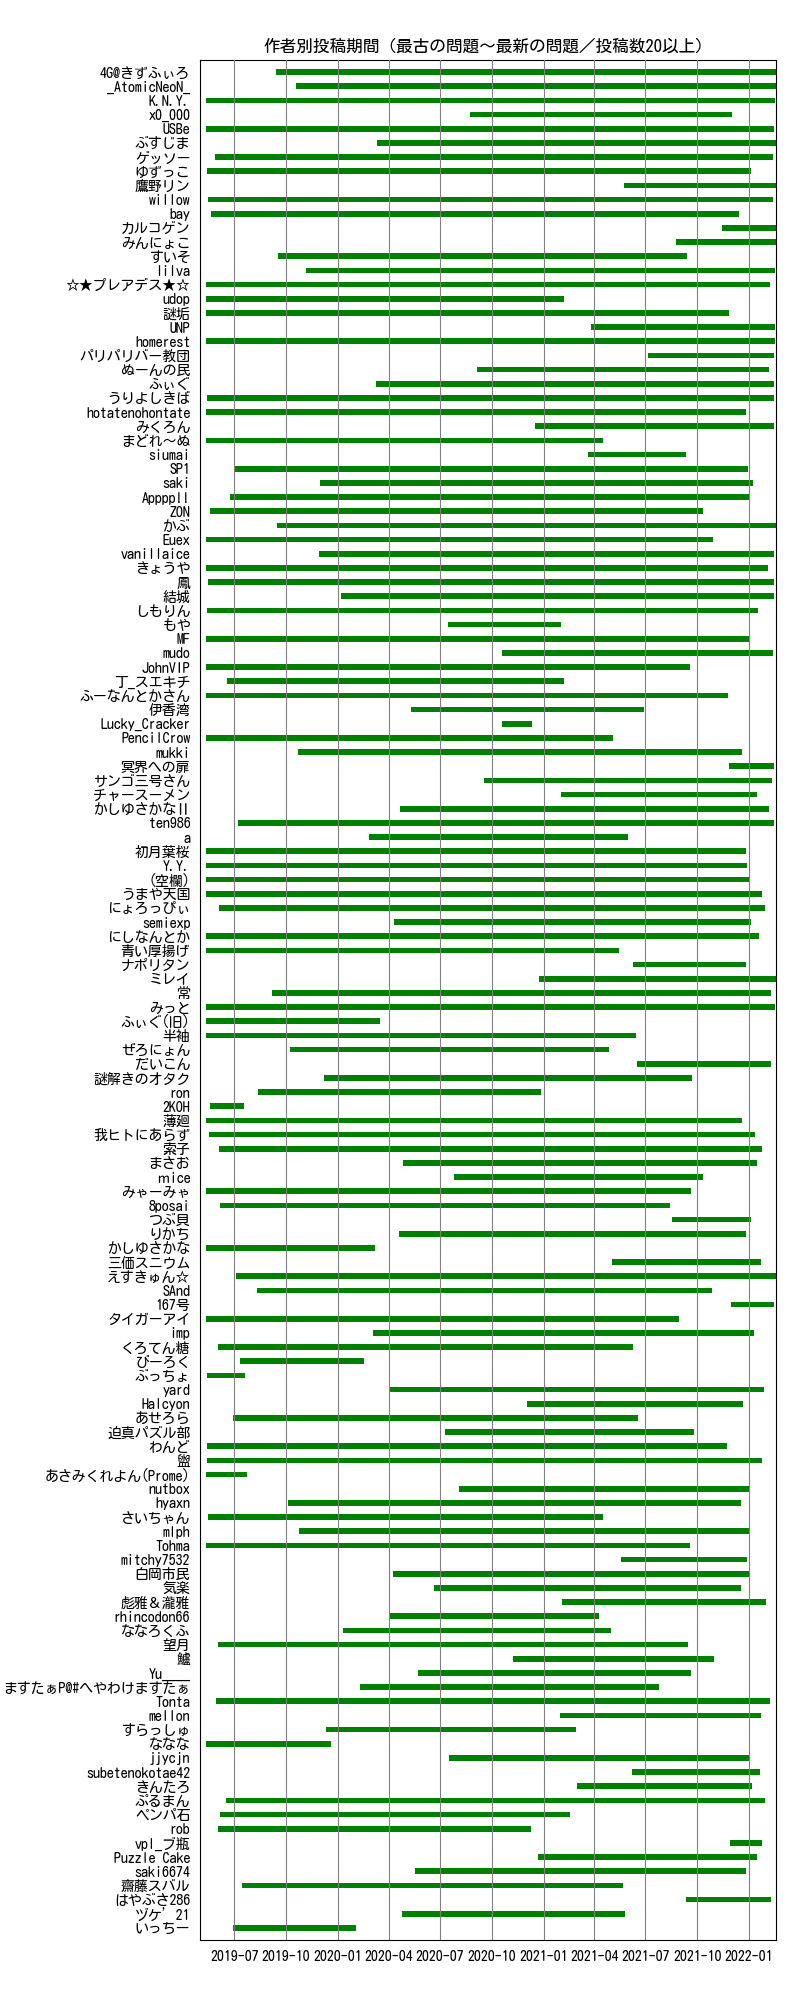 作者別投稿期間（最古の問題～最新の問題／投稿数20以上）
4G@きずふぃろ
_AtomicNeoN_
K.N.Y.
x0_000
USBe
ぷすじま
ゲッソー
ゆずっこ
鷹野リン
willow
bay
カルコゲン
みんにょこ
すいそ
lilva
☆★プレアデス★☆
udop
謎垢
UNP
homerest
パリパリバー教団
ぬーんの民
ふぃぐ
うりよしきば
hotatenohontate
みくろん
まどれ～ぬ
siumai
SP1
saki
Appppll
ZON
かぶ
Euex
vanillaice
きょうや
鳳
結城
しもりん
もや
MF
mudo
JohnVIP
丁_スエキチ
ふーなんとかさん
伊香湾
Lucky_Cracker
PencilCrow
mukki
冥界への扉
サンゴ三号さん
チャースーメン
かしゆさかなⅡ
ten986
a
初月葉桜
Y.Y.
(空欄)
うまや天国
にょろっぴぃ
semiexp
にしなんとか
青い厚揚げ
ナポリタン
ミレイ
常
みっと
ふぃぐ(旧)
半袖
ぜろにょん
だいこん
謎解きのオタク
ron
2KOH
薄廻
我ヒトにあらず
索子
まさお
mice
みゃーみゃ
8posai
つぶ貝
りかち
かしゆさかな
三価スニウム
えすきゅん☆
SAnd
167号
タイガーアイ
imp
くろてん糖
びーろく
ぶっちょ
yard
Halcyon
あせろら
迫真パズル部
わんど
盥
あさみくれよん(Prome)
nutbox
hyaxn
さいちゃん
mlph
Tohma
mitchy7532
白岡市民
気楽
彪雅＆瀧雅
rhincodon66
ななろくふ
望月
鱸
Yu____
ますたぁP@#へやわけますたぁ
Tonta
mellon
すらっしゅ
ななな
jjycjn
subetenokotae42
きんたろ
ぷるまん
ペンパ石
rob
vpl_ブ瓶
Puzzle Cake
saki6674
齋藤スバル
はやぶさ286
ヅケ’21
いっちー
2019-07 2019-10 2020-01 2020-04 2020-07 2020-10 2021-01 2021-04 2021-07 2021-10 2022-01